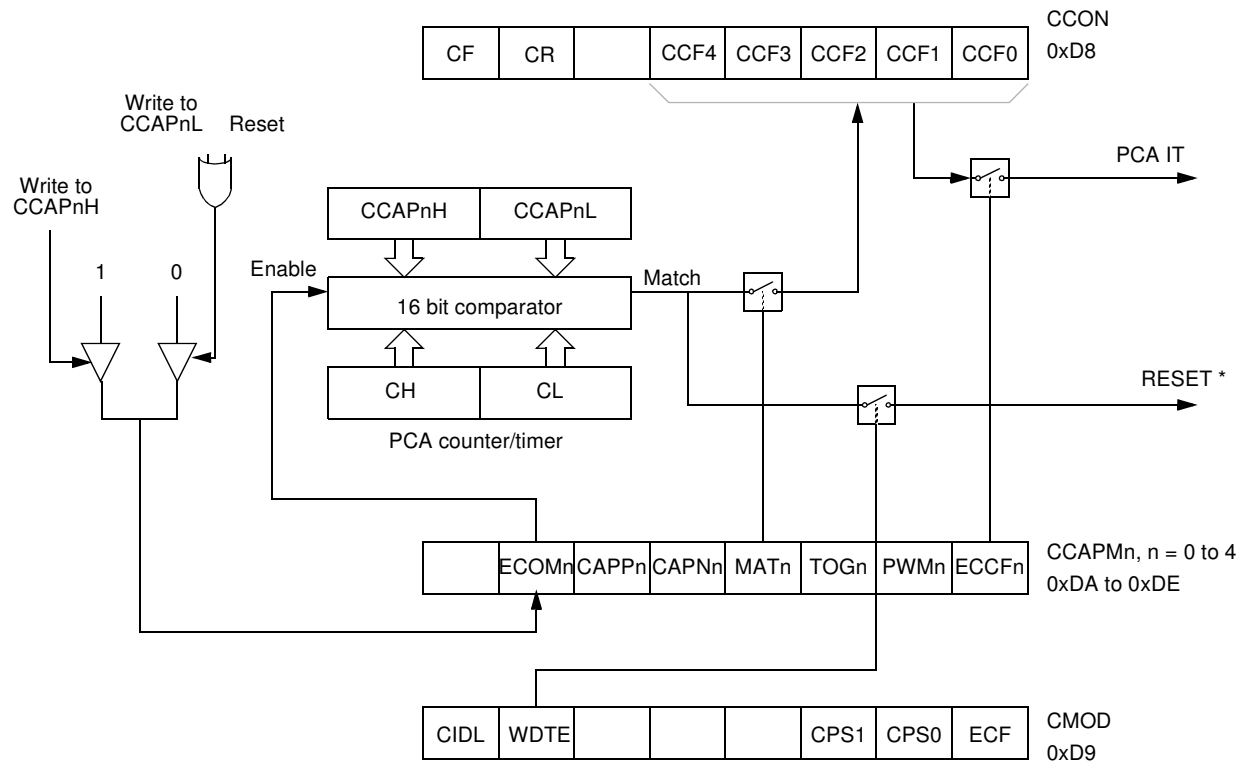 CCON
CF CR CCF4 CCF3 CCF2 CCF1 CCF0
0xD8
Write to
CCAPnL Reset
PCA IT
Write to
CCAPnH
CCAPnH CCAPnL
1 0
Enable
Match
16 bit comparator
CH CL
RESET *
PCA counter/timer
ECOMn CAPPn CAPNn MATn TOGn PWMn ECCFn
CCAPMn, n = 0 to 4
0xDA to 0xDE
CIDL WDTE CPS1 CPS0 ECF
CMOD
0xD9